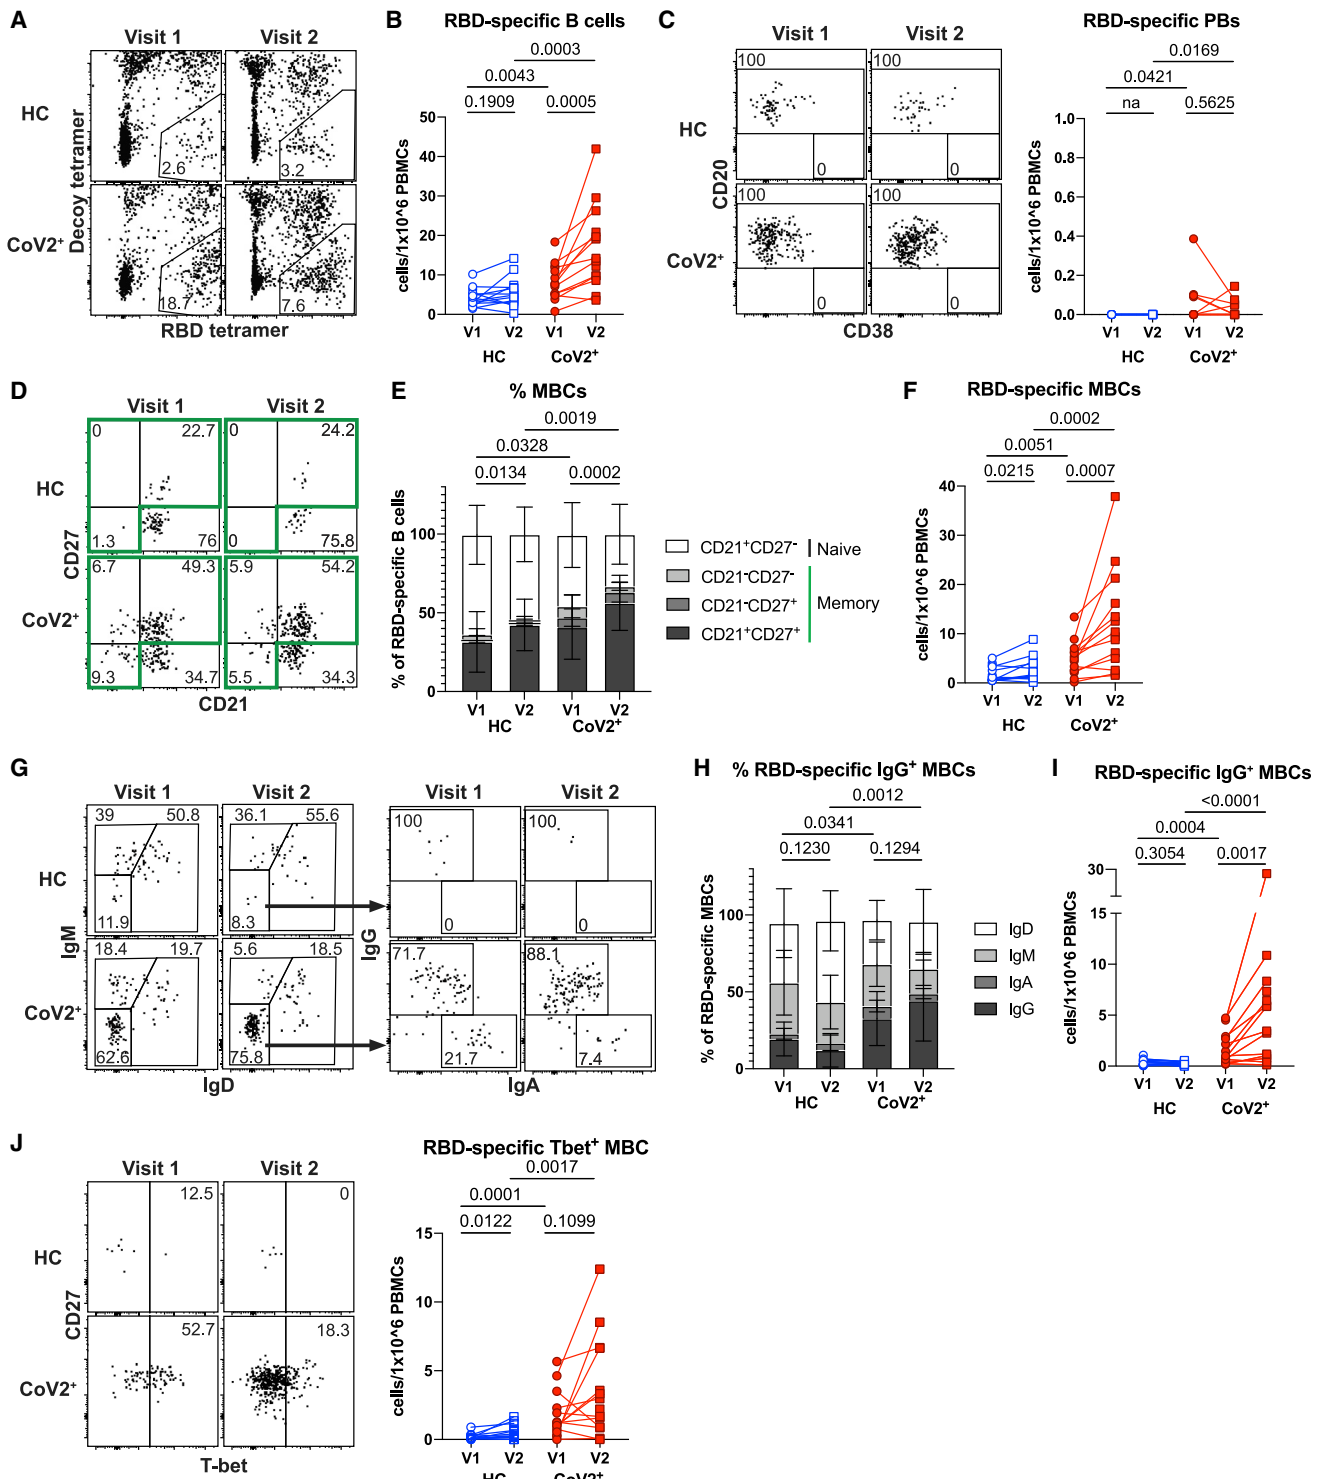 A
Visit 1
Visit 2
HC
CoV2⁺
Decoy tetramer
RBD tetramer
2.6
3.2
18.7
7.6
B
RBD-specific B cells
0.0003
0.0043
0.1909
0.0005
cells/1x10^6 PBMCs
50
40
30
20
10
0
V1
V2
V1
V2
HC
CoV2⁺
C
Visit 1
Visit 2
HC
CoV2⁺
CD20
CD38
100
100
0
0
100
100
0
0
RBD-specific PBs
0.0169
0.0421
na
0.5625
cells/1x10^6 PBMCs
1.0
0.8
0.6
0.4
0.2
0.0
V1
V2
V1
V2
HC
CoV2⁺
D
Visit 1
Visit 2
HC
CoV2⁺
CD27
CD21
0
22.7
0
24.2
1.3
76
0
75.8
6.7
49.3
5.9
54.2
9.3
34.7
5.5
34.3
E
% MBCs
0.0019
0.0328
0.0134
0.0002
% of RBD-specific B cells
100
50
0
V1
V2
V1
V2
HC
CoV2⁺
CD21⁺CD27⁻
Naive
CD21⁻CD27⁻
CD21⁻CD27⁺
Memory
CD21⁺CD27⁺
F
RBD-specific MBCs
0.0002
0.0051
0.0215
0.0007
cells/1x10^6 PBMCs
40
30
20
10
0
V1
V2
V1
V2
HC
CoV2⁺
G
Visit 1
Visit 2
Visit 1
Visit 2
HC
CoV2⁺
IgM
IgD
IgG
IgA
39
50.8
36.1
55.6
11.9
8.3
18.4
19.7
5.6
18.5
62.6
75.8
100
100
0
0
71.7
88.1
21.7
7.4
H
% RBD-specific IgG⁺ MBCs
0.0012
0.0341
0.1230
0.1294
% of RBD-specific MBCs
100
50
0
V1
V2
V1
V2
HC
CoV2⁺
IgD
IgM
IgA
IgG
I
RBD-specific IgG⁺ MBCs
<0.0001
0.0004
0.3054
0.0017
cells/1x10^6 PBMCs
30
15
10
5
0
V1
V2
V1
V2
HC
CoV2⁺
J
Visit 1
Visit 2
HC
CoV2⁺
CD27
T-bet
12.5
0
52.7
18.3
RBD-specific Tbet⁺ MBC
0.0017
0.0001
0.0122
0.1099
cells/1x10^6 PBMCs
15
10
5
0
V1
V2
V1
V2
HC
CoV2⁺